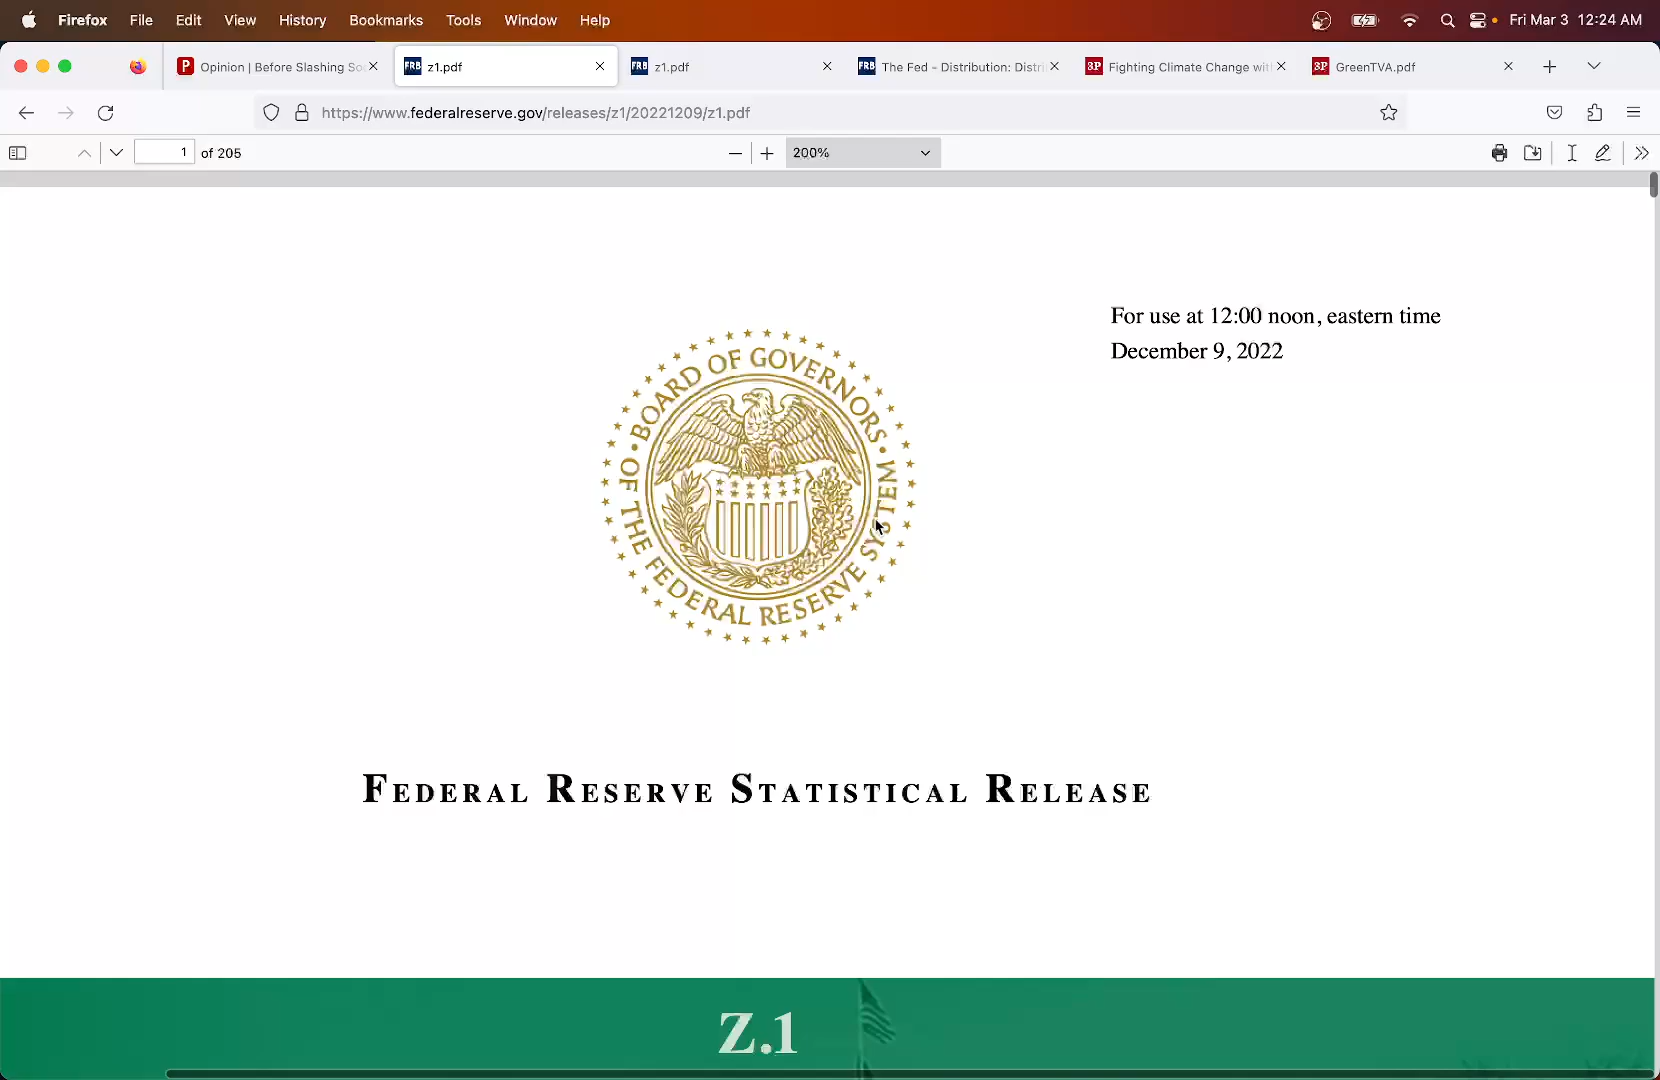 Firefox File Edit View History Bookmarks Tools Window Help Fri Mar 3 12:24 AM
Opinion | Before Slashing So z1.pdf z1.pdf The Fed - Distribution: Distri Fighting Climate Change wit GreenTVA.pdf
https://www.federalreserve.gov/releases/z1/20221209/z1.pdf
1 of 205 200%
For use at 12:00 noon, eastern time
December 9, 2022
BOARD OF GOVERNORS
OF THE FEDERAL RESERVE SYSTEM
FEDERAL RESERVE STATISTICAL RELEASE
Z.1